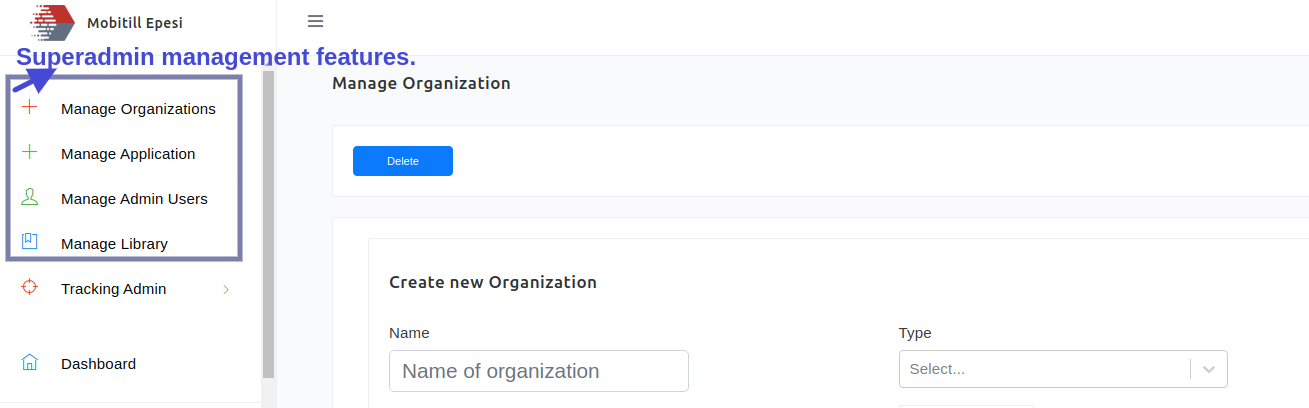 Mobitill Epesi
Superadmin management features.
Manage Organizations
Manage Application
Manage Admin Users
Manage Library
Tracking Admin
Dashboard
Manage Organization
Delete
Create new Organization
Name
Type
Name of organization
Select...